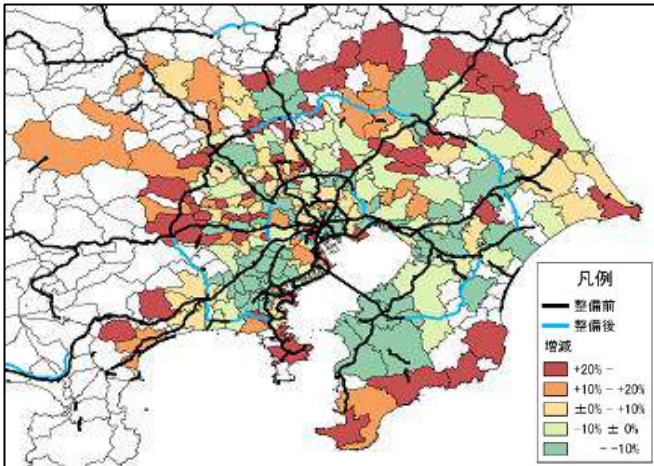 凡例
整備前
整備後
増減
+20% -
+10% - +20%
±0% - +10%
-10% ± 0%
- -10%